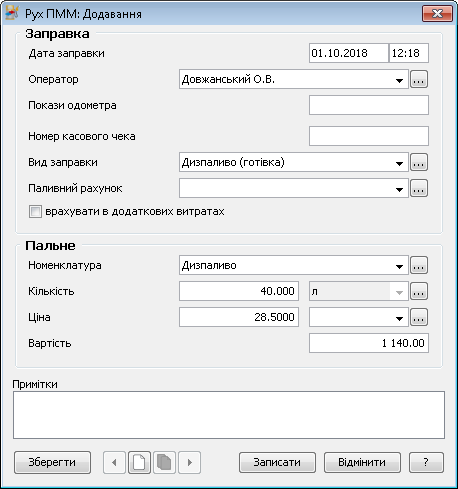 Рух ПММ: Додавання
Заправка
Дата заправки 01.10.2018 12:18
Оператор Довжанський О.В. ...
Покази одометра
Номер касового чека
Вид заправки Дизпаливо (готівка) ...
Паливний рахунок ...
врахувати в додаткових витратах
Пальне
Номенклатура Дизпаливо ...
Кількість 40.000 л ...
Ціна 28.5000 ...
Вартість 1 140.00
Примітки
Зберегти Записати Відмінити ?